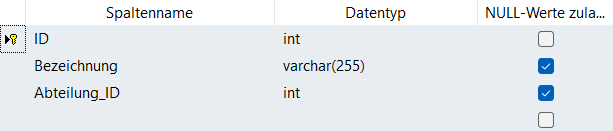 Spaltenname Datentyp NULL-Werte zula...
ID int
Bezeichnung varchar(255)
Abteilung_ID int